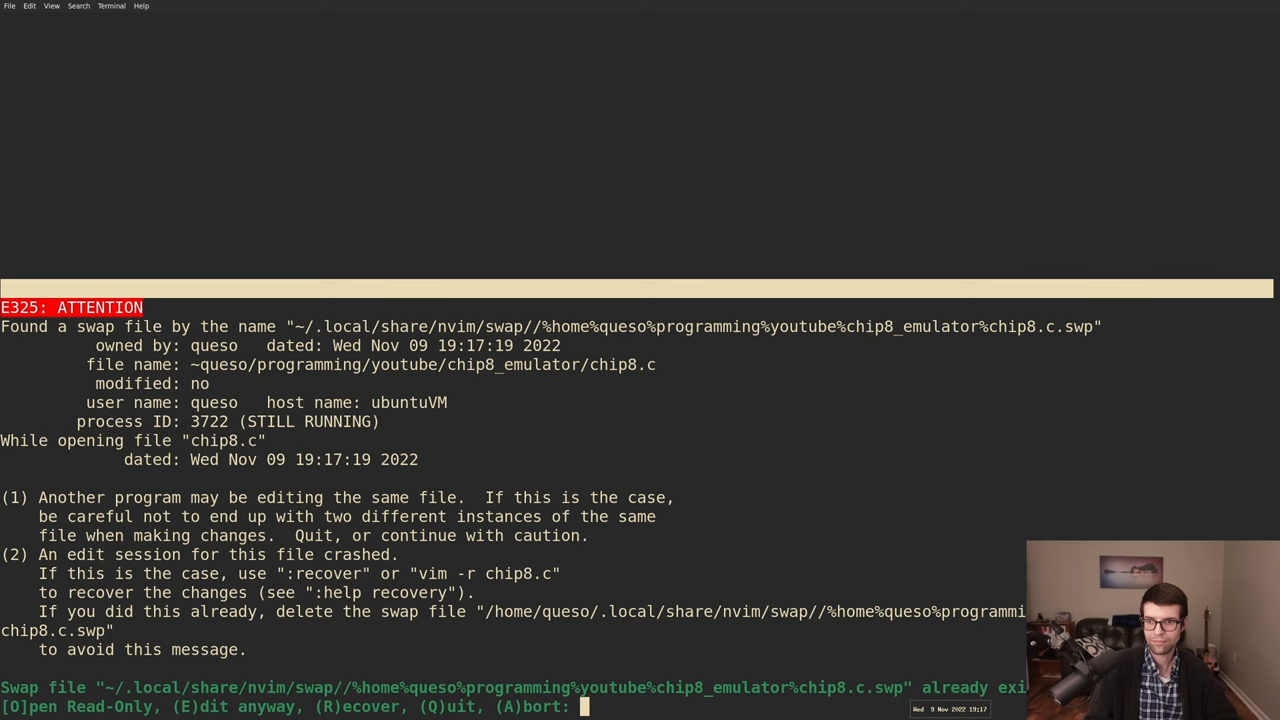 File Edit View Search Terminal Help
E325: ATTENTION
Found a swap file by the name "~/.local/share/nvim/swap//%home%queso%programming%youtube%chip8_emulator%chip8.c.swp"
owned by: queso   dated: Wed Nov 09 19:17:19 2022
file name: ~queso/programming/youtube/chip8_emulator/chip8.c
modified: no
user name: queso   host name: ubuntuVM
process ID: 3722 (STILL RUNNING)
While opening file "chip8.c"
dated: Wed Nov 09 19:17:19 2022
(1) Another program may be editing the same file.  If this is the case,
be careful not to end up with two different instances of the same
file when making changes.  Quit, or continue with caution.
(2) An edit session for this file crashed.
If this is the case, use ":recover" or "vim -r chip8.c"
to recover the changes (see ":help recovery").
If you did this already, delete the swap file "/home/queso/.local/share/nvim/swap//%home%queso%programmi
chip8.c.swp"
to avoid this message.
Swap file "~/.local/share/nvim/swap//%home%queso%programming%youtube%chip8_emulator%chip8.c.swp" already exi
[O]pen Read-Only, (E)dit anyway, (R)ecover, (Q)uit, (A)bort:
Wed  9 Nov 2022 19:17